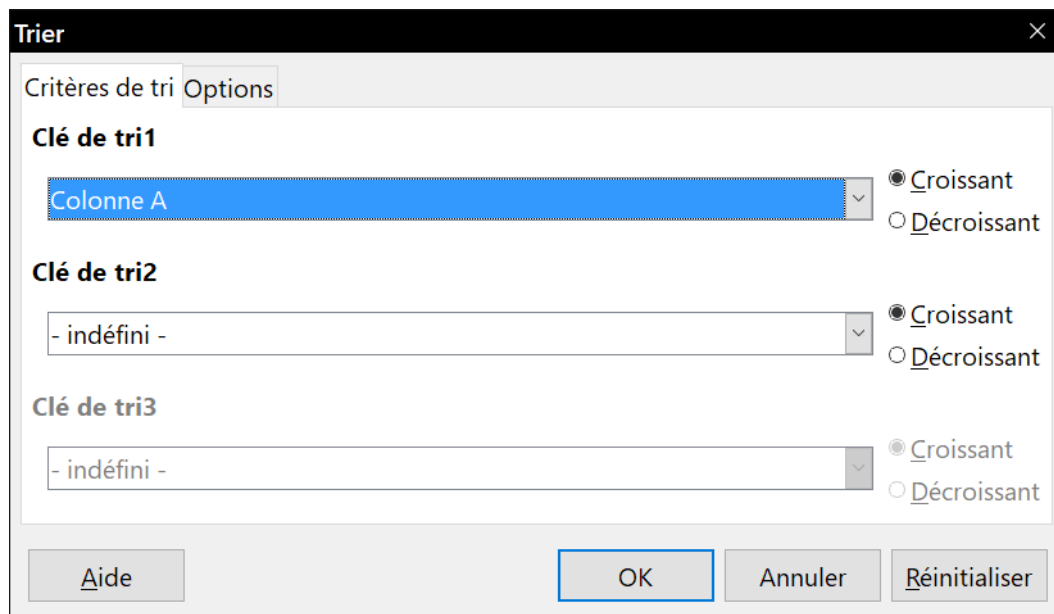 Trier
Critères de tri Options
Clé de tri1
Colonne A
Croissant
Décroissant
Clé de tri2
- indéfini -
Croissant
Décroissant
Clé de tri3
- indéfini -
Croissant
Décroissant
Aide OK Annuler Réinitialiser